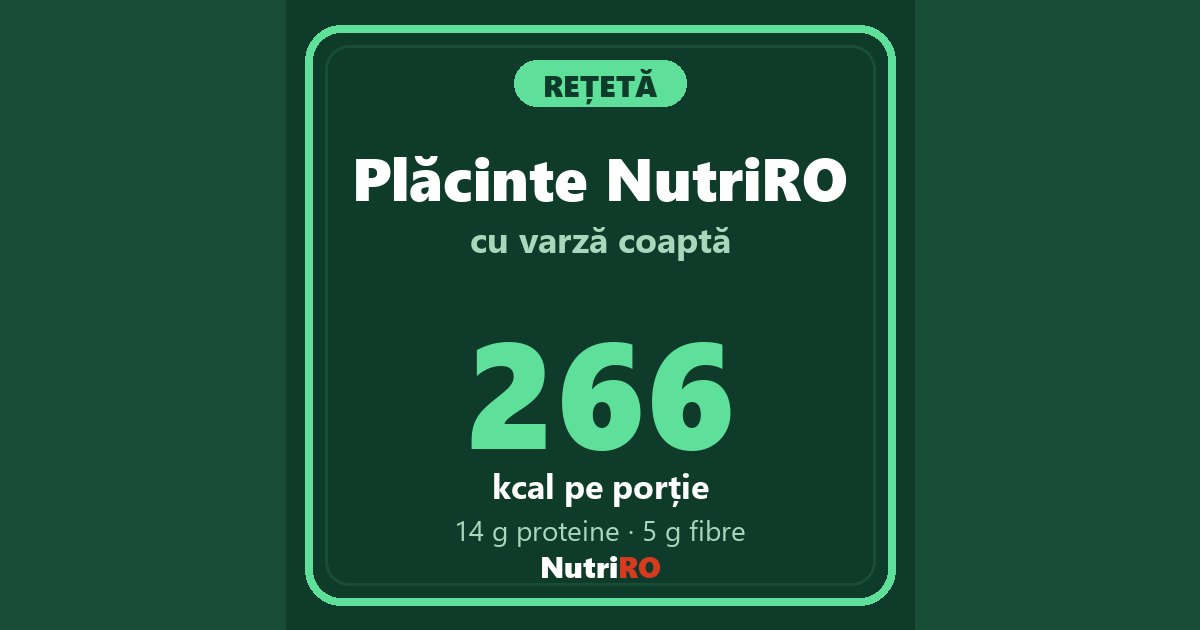 REȚETĂ
Plăcinte NutriRO
cu varză coaptă
266
kcal pe porție
14 g proteine · 5 g fibre
NutriRO